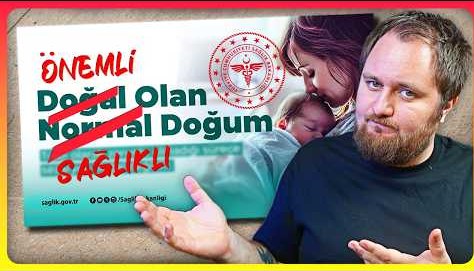 ÖNEMLİ
Doğal Olan
Normal Doğum
SAĞLIKLI
saglik.gov.tr